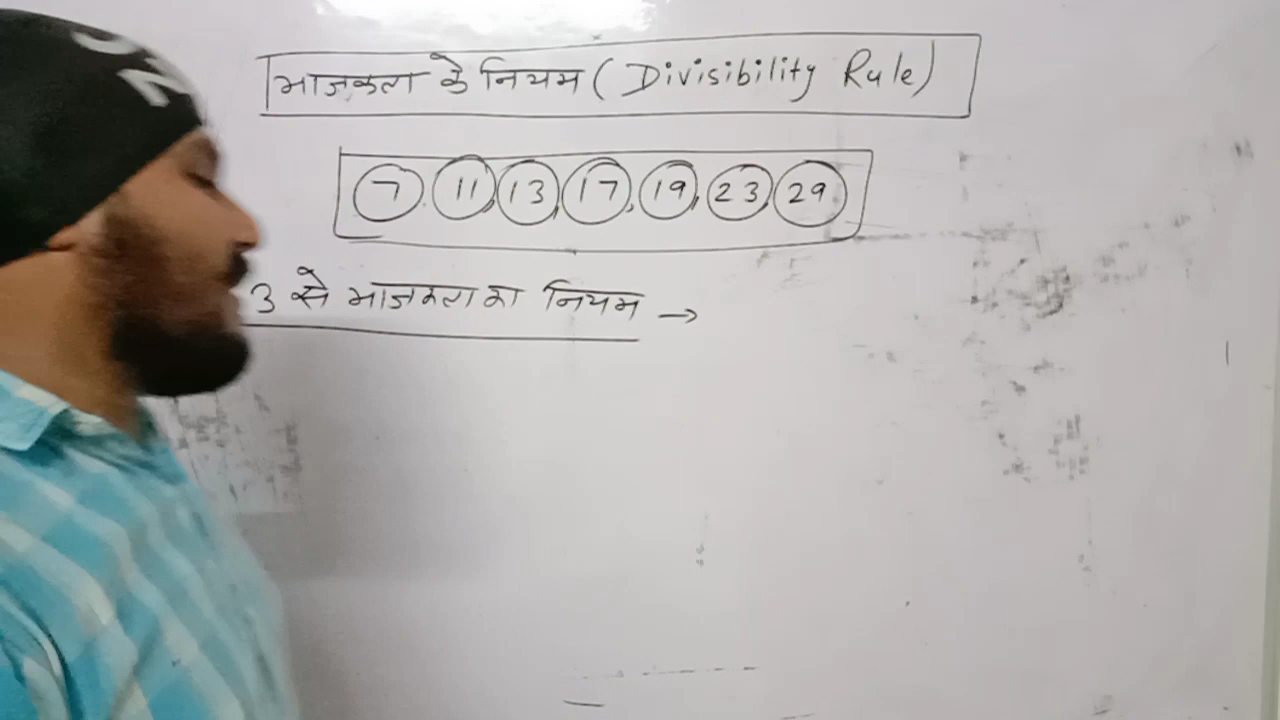 भाजकता के नियम ( Divisibility Rule )
7, 11, 13, 17, 19, 23, 29
3 से भाजकता का नियम →